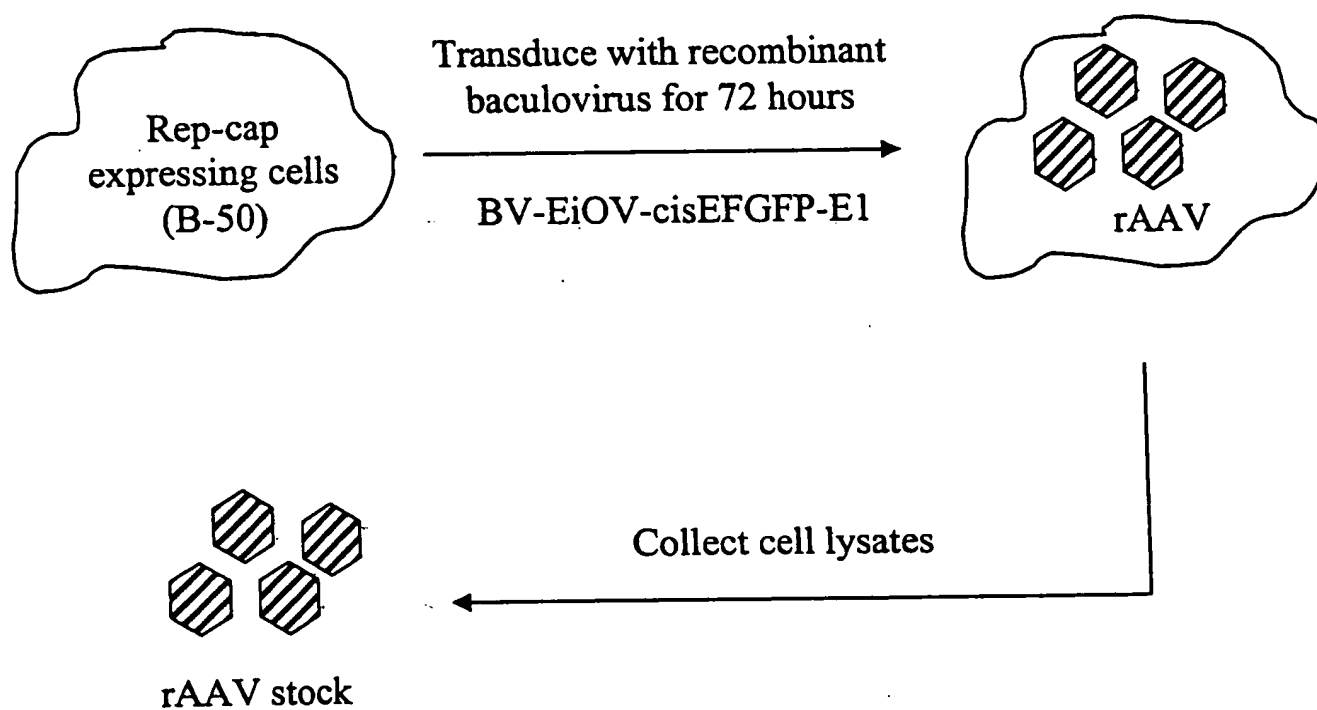 Rep-cap
expressing cells
(B-50)
Transduce with recombinant
baculovirus for 72 hours
BV-EiOV-cisEFGFP-E1
rAAV
Collect cell lysates
rAAV stock